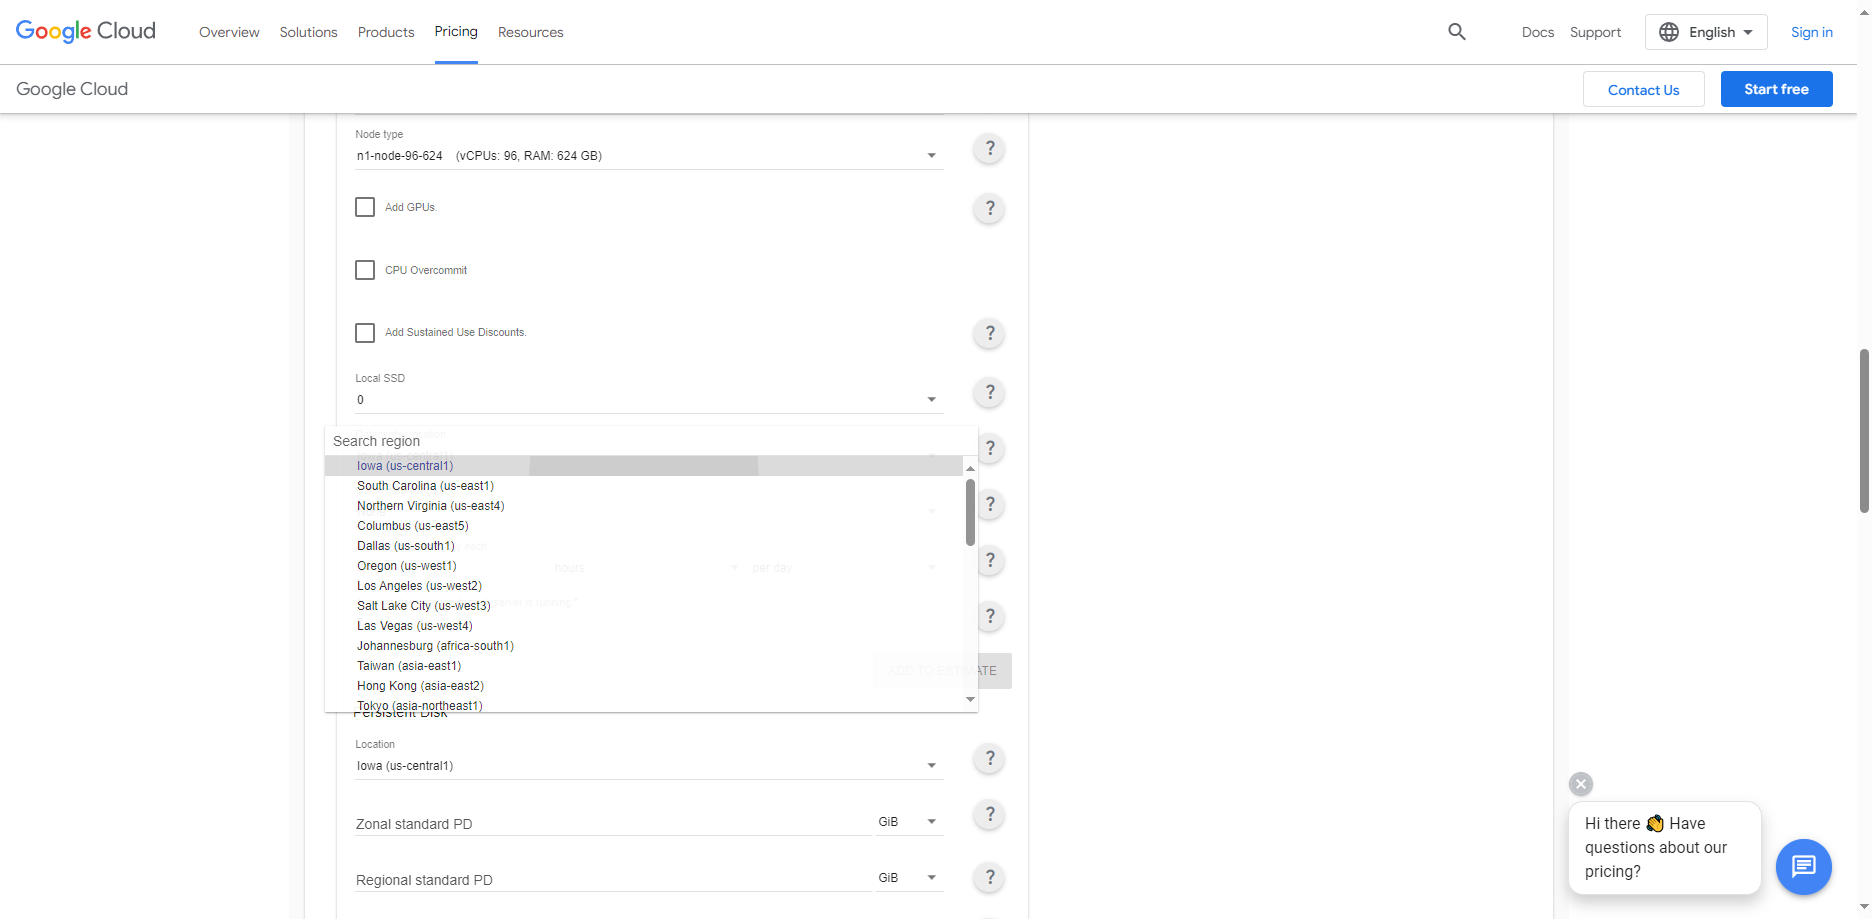 Google Cloud
Overview
Solutions
Products
Pricing
Resources
Docs
Support
English
Sign in
Google Cloud
Contact Us
Start free
Node type
n1-node-96-624 (vCPUs: 96, RAM: 624 GB)
?
Add GPUs.
?
CPU Overcommit
Add Sustained Use Discounts.
?
Local SSD
0
?
Search region
?
Iowa (us-central1)
South Carolina (us-east1)
Northern Virginia (us-east4)
?
Columbus (us-east5)
Dallas (us-south1)
Oregon (us-west1)
hours
per day
?
Los Angeles (us-west2)
Salt Lake City (us-west3)
server is running*
?
Las Vegas (us-west4)
Johannesburg (africa-south1)
Taiwan (asia-east1)
ADD TO ESTIMATE
Hong Kong (asia-east2)
Tokyo (asia-northeast1)
Persistent Disk
Location
Iowa (us-central1)
?
Zonal standard PD
GiB
?
Regional standard PD
GiB
?
Hi there 👋 Have
questions about our
pricing?